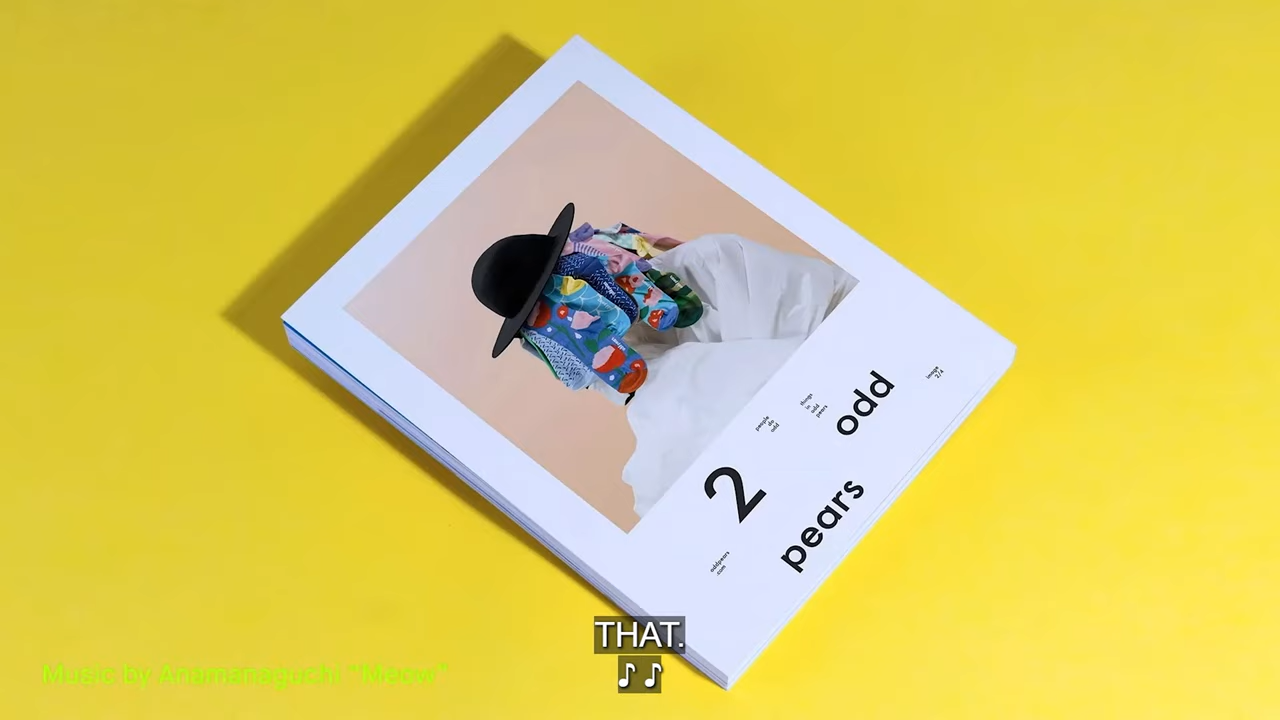 people
do
odd
things
in
odd
pears
image
2/4
2
odd
pears
oddpears
.com
THAT.
♪ ♪
Music by Anamanaguchi "Meow"